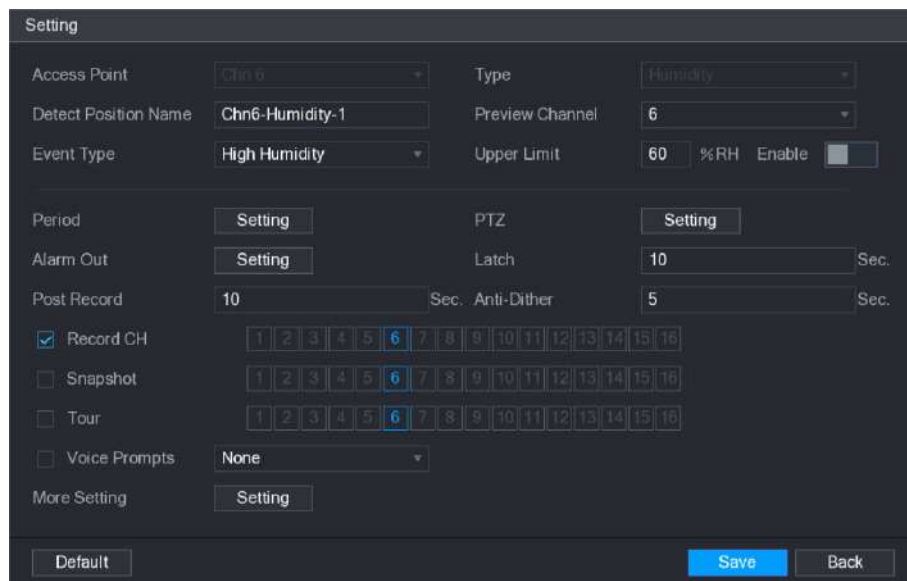 Setting
Access Point Chn 6 Type Humidity
Detect Position Name Chn6-Humidity-1 Preview Channel 6
Event Type High Humidity Upper Limit 60 %RH Enable
Period Setting PTZ Setting
Alarm Out Setting Latch 10 Sec.
Post Record 10 Sec. Anti-Dither 5 Sec.
Record CH 1 2 3 4 5 6 7 8 9 10 11 12 13 14 15 16
Snapshot 1 2 3 4 5 6 7 8 9 10 11 12 13 14 15 16
Tour 1 2 3 4 5 6 7 8 9 10 11 12 13 14 15 16
Voice Prompts None
More Setting Setting
Default Save Back